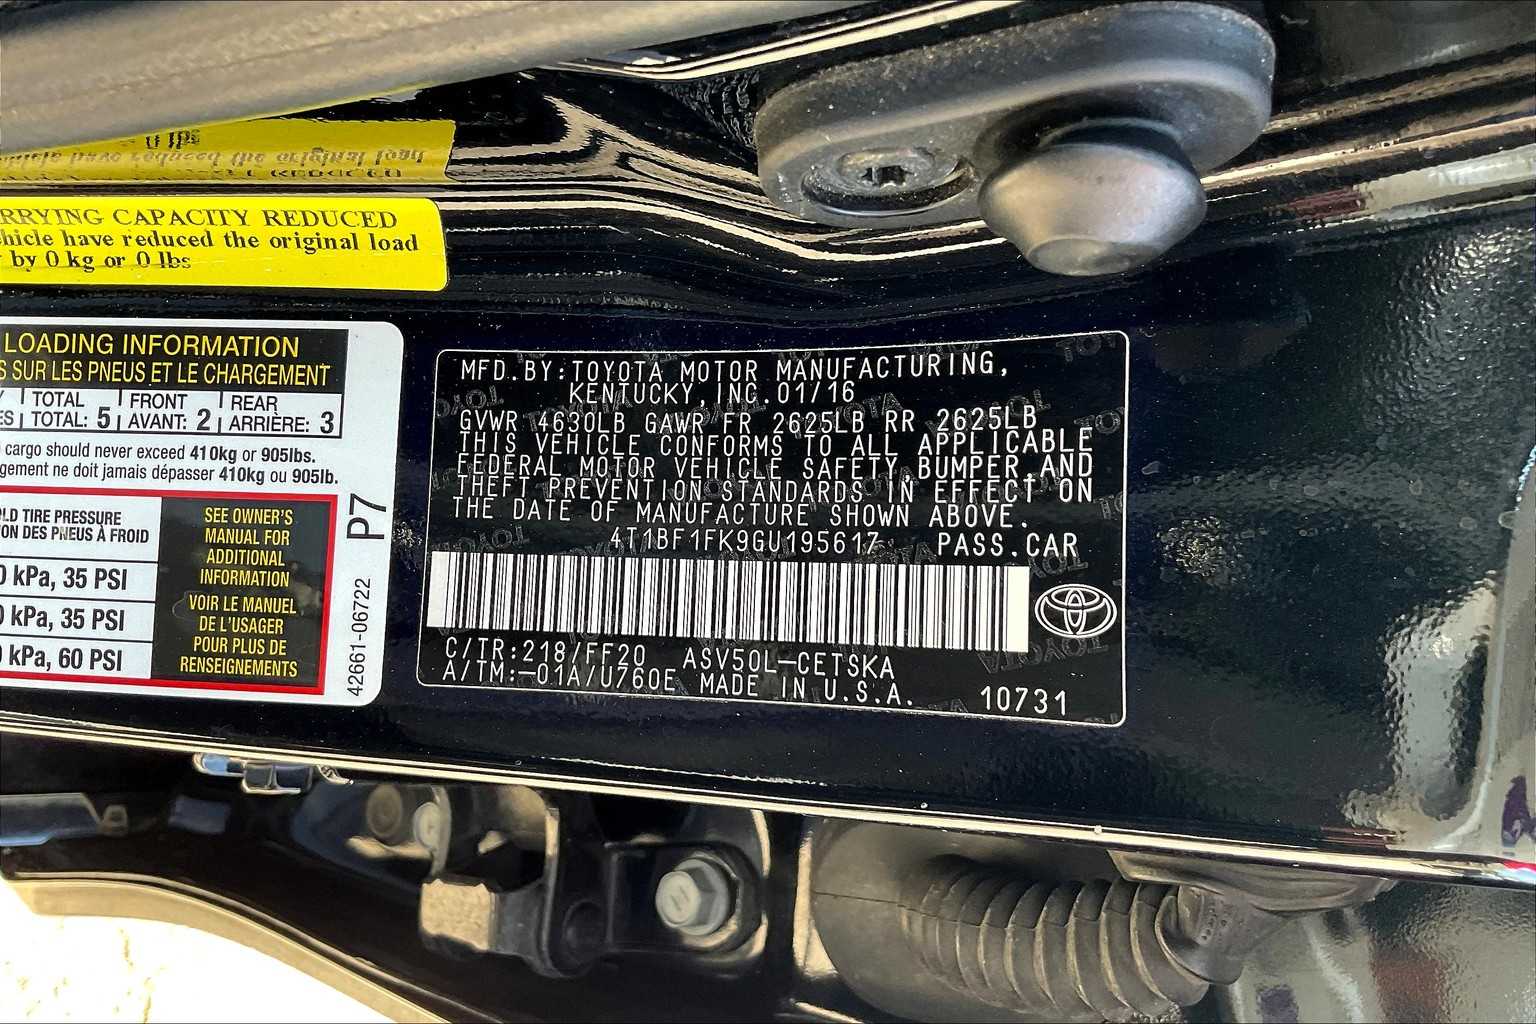 RRYING CAPACITY REDUCED
hicle have reduced the original load
by 0 kg or 0 lbs
LOADING INFORMATION
S SUR LES PNEUS ET LE CHARGEMENT
TOTAL FRONT REAR
TOTAL: 5 AVANT: 2 ARRIÈRE: 3
cargo should never exceed 410kg or 905lbs.
gement ne doit jamais dépasser 410kg ou 905lb.
LD TIRE PRESSURE
ON DES PNEUS À FROID
0 kPa, 35 PSI
0 kPa, 35 PSI
0 kPa, 60 PSI
SEE OWNER'S
MANUAL FOR
ADDITIONAL
INFORMATION
VOIR LE MANUEL
DE L'USAGER
POUR PLUS DE
RENSEIGNEMENTS
P7
42661-06722
MFD.BY:TOYOTA MOTOR MANUFACTURING,
KENTUCKY,INC.01/16
GVWR 4630LB GAWR FR 2625LB RR 2625LB
THIS VEHICLE CONFORMS TO ALL APPLICABLE
FEDERAL MOTOR VEHICLE SAFETY,BUMPER,AND
THEFT PREVENTION STANDARDS IN EFFECT ON
THE DATE OF MANUFACTURE SHOWN ABOVE.
4T1BF1FK9GU195617 PASS.CAR
C/TR:218/FF20 ASV50L-CETSKA
A/TM:-01A/U760E MADE IN U.S.A. 10731